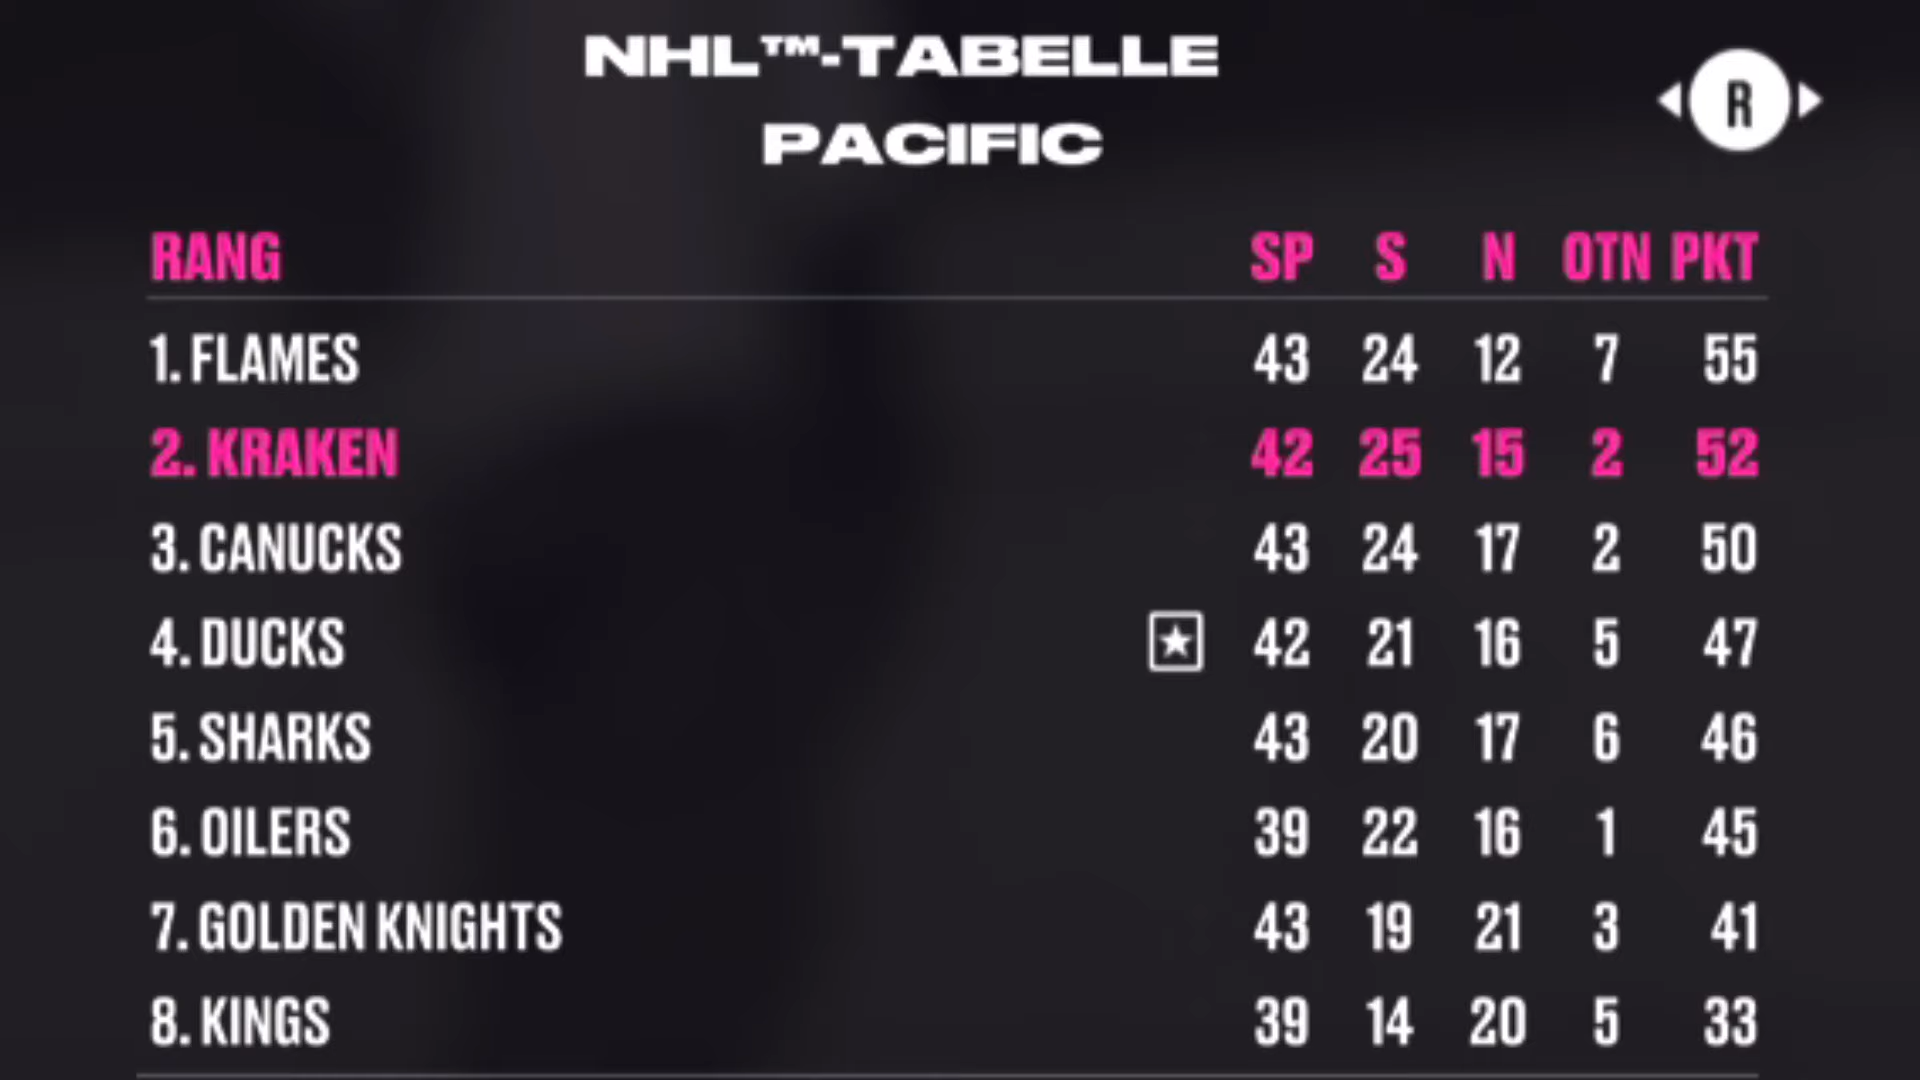 NHL™-TABELLE
PACIFIC
R
RANG SP S N OTN PKT
1. FLAMES 43 24 12 7 55
2. KRAKEN 42 25 15 2 52
3. CANUCKS 43 24 17 2 50
4. DUCKS 42 21 16 5 47
5. SHARKS 43 20 17 6 46
6. OILERS 39 22 16 1 45
7. GOLDEN KNIGHTS 43 19 21 3 41
8. KINGS 39 14 20 5 33